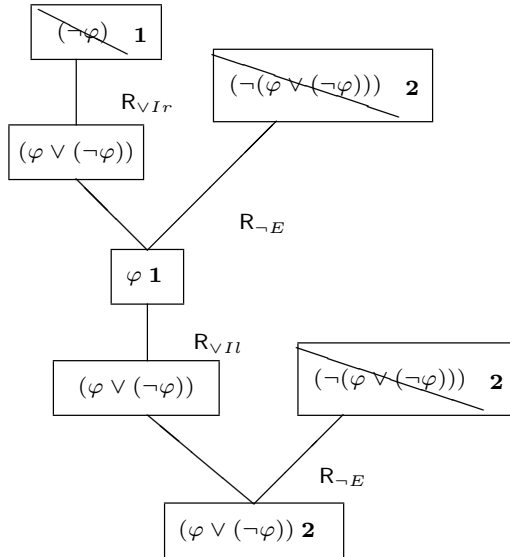 (¬φ) 1
(¬(φ ∨ (¬φ))) 2
R∨Ir
(φ ∨ (¬φ))
R¬E
φ 1
R∨Il
(φ ∨ (¬φ))
(¬(φ ∨ (¬φ))) 2
R¬E
(φ ∨ (¬φ)) 2